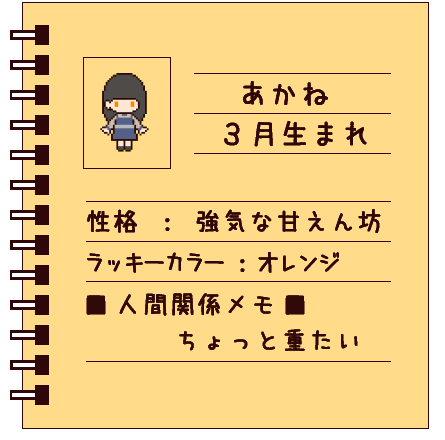 あかね
3月生まれ
性格 : 強気な甘えん坊
ラッキーカラー : オレンジ
■人間関係メモ■
ちょっと重たい